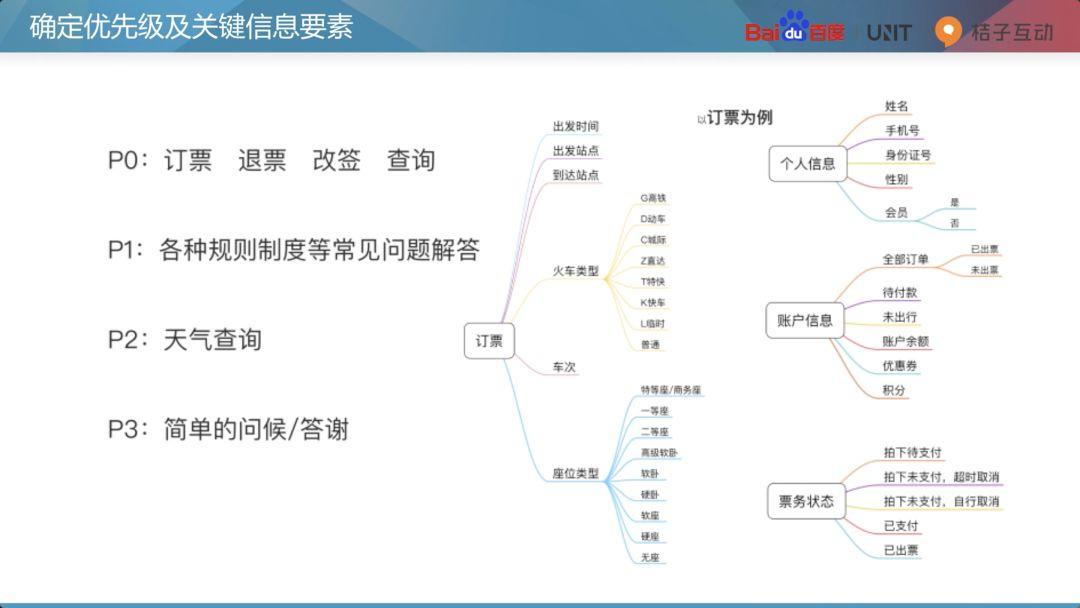 确定优先级及关键信息要素
Baidu百度 UNIT 桔子互动
P0：订票 退票 改签 查询
P1：各种规则制度等常见问题解答
P2：天气查询
P3：简单的问候/答谢
订票
出发时间
出发站点
到达站点
火车类型
G高铁
D动车
C城际
Z直达
T特快
K快车
L临时
普通
车次
座位类型
特等座/商务座
一等座
二等座
高级软卧
软卧
硬卧
软座
硬座
无座
以订票为例
个人信息
姓名
手机号
身份证号
性别
会员
是
否
账户信息
全部订单
已出票
未出票
待付款
未出行
账户余额
优惠券
积分
票务状态
拍下待支付
拍下未支付，超时取消
拍下未支付，自行取消
已支付
已出票